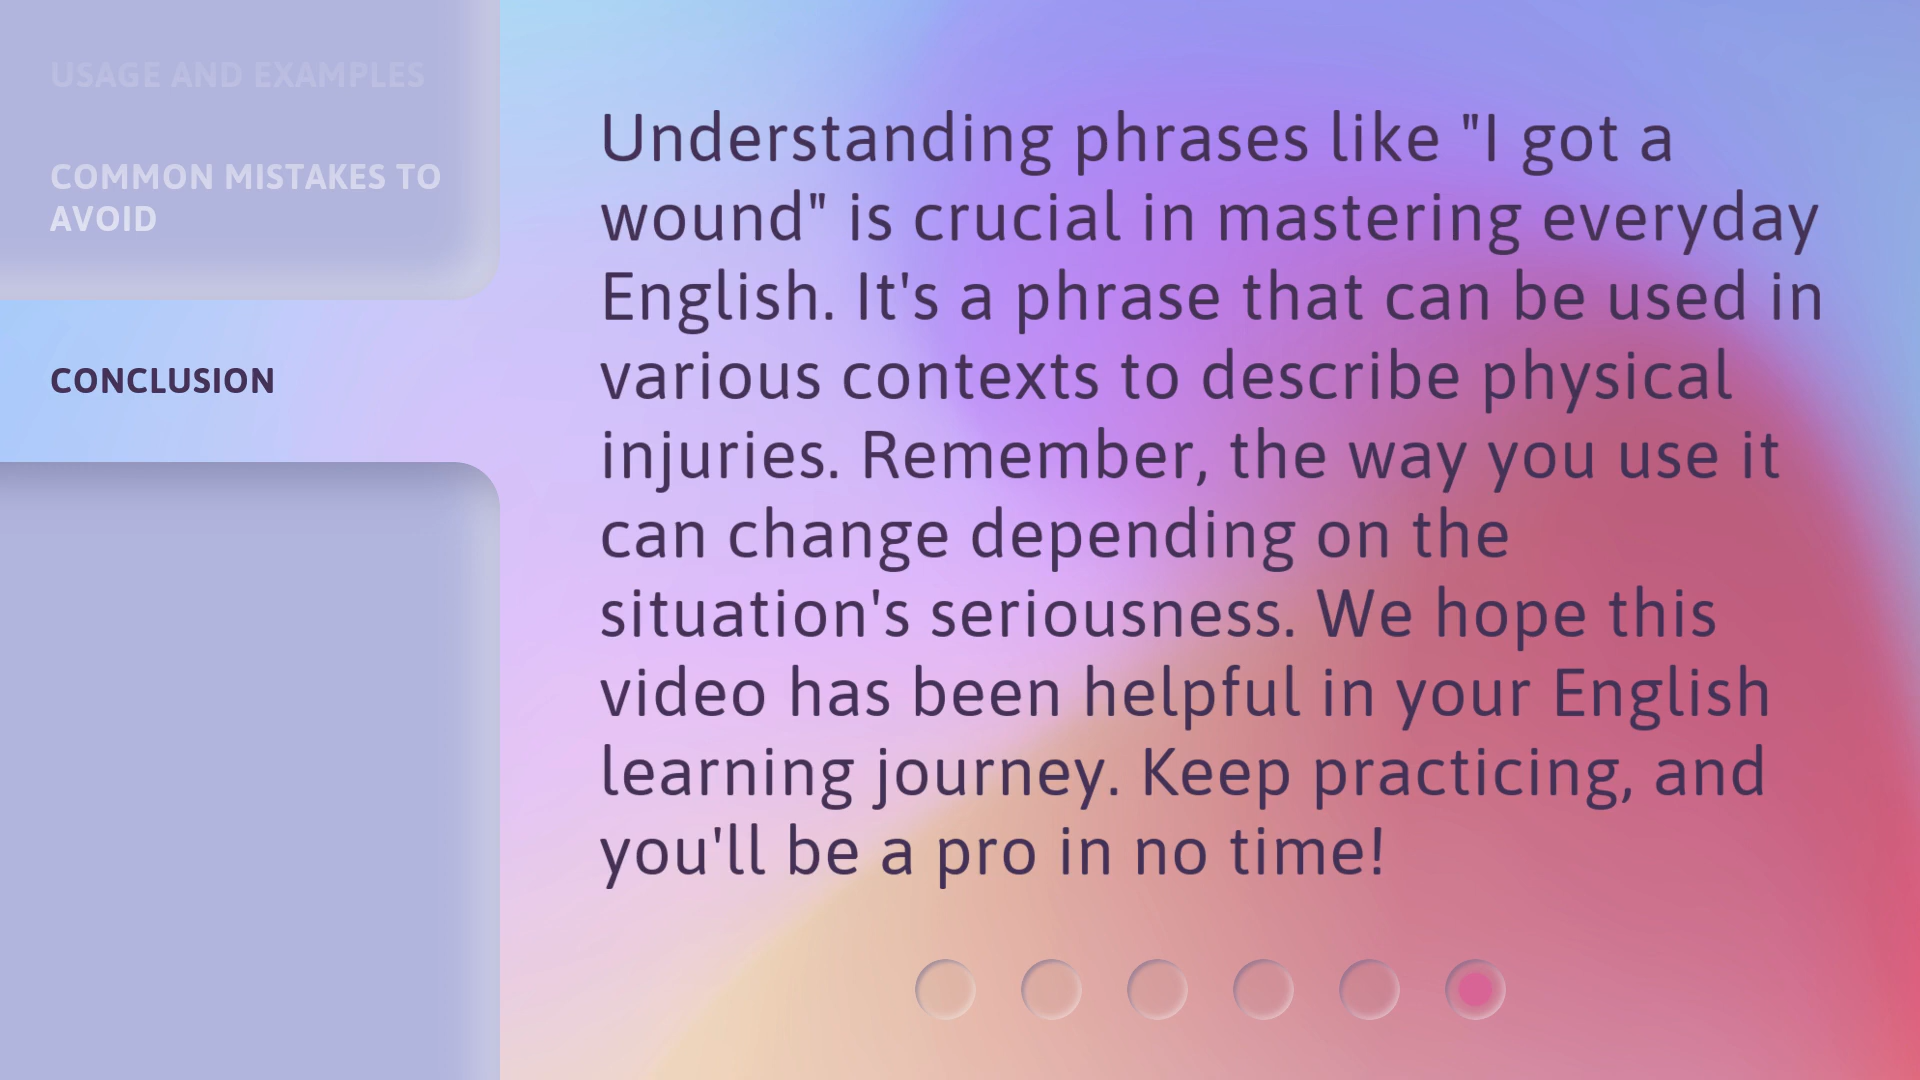 USAGE AND EXAMPLES
COMMON MISTAKES TO
AVOID
CONCLUSION
Understanding phrases like "I got a
wound" is crucial in mastering everyday
English. It's a phrase that can be used in
various contexts to describe physical
injuries. Remember, the way you use it
can change depending on the
situation's seriousness. We hope this
video has been helpful in your English
learning journey. Keep practicing, and
you'll be a pro in no time!